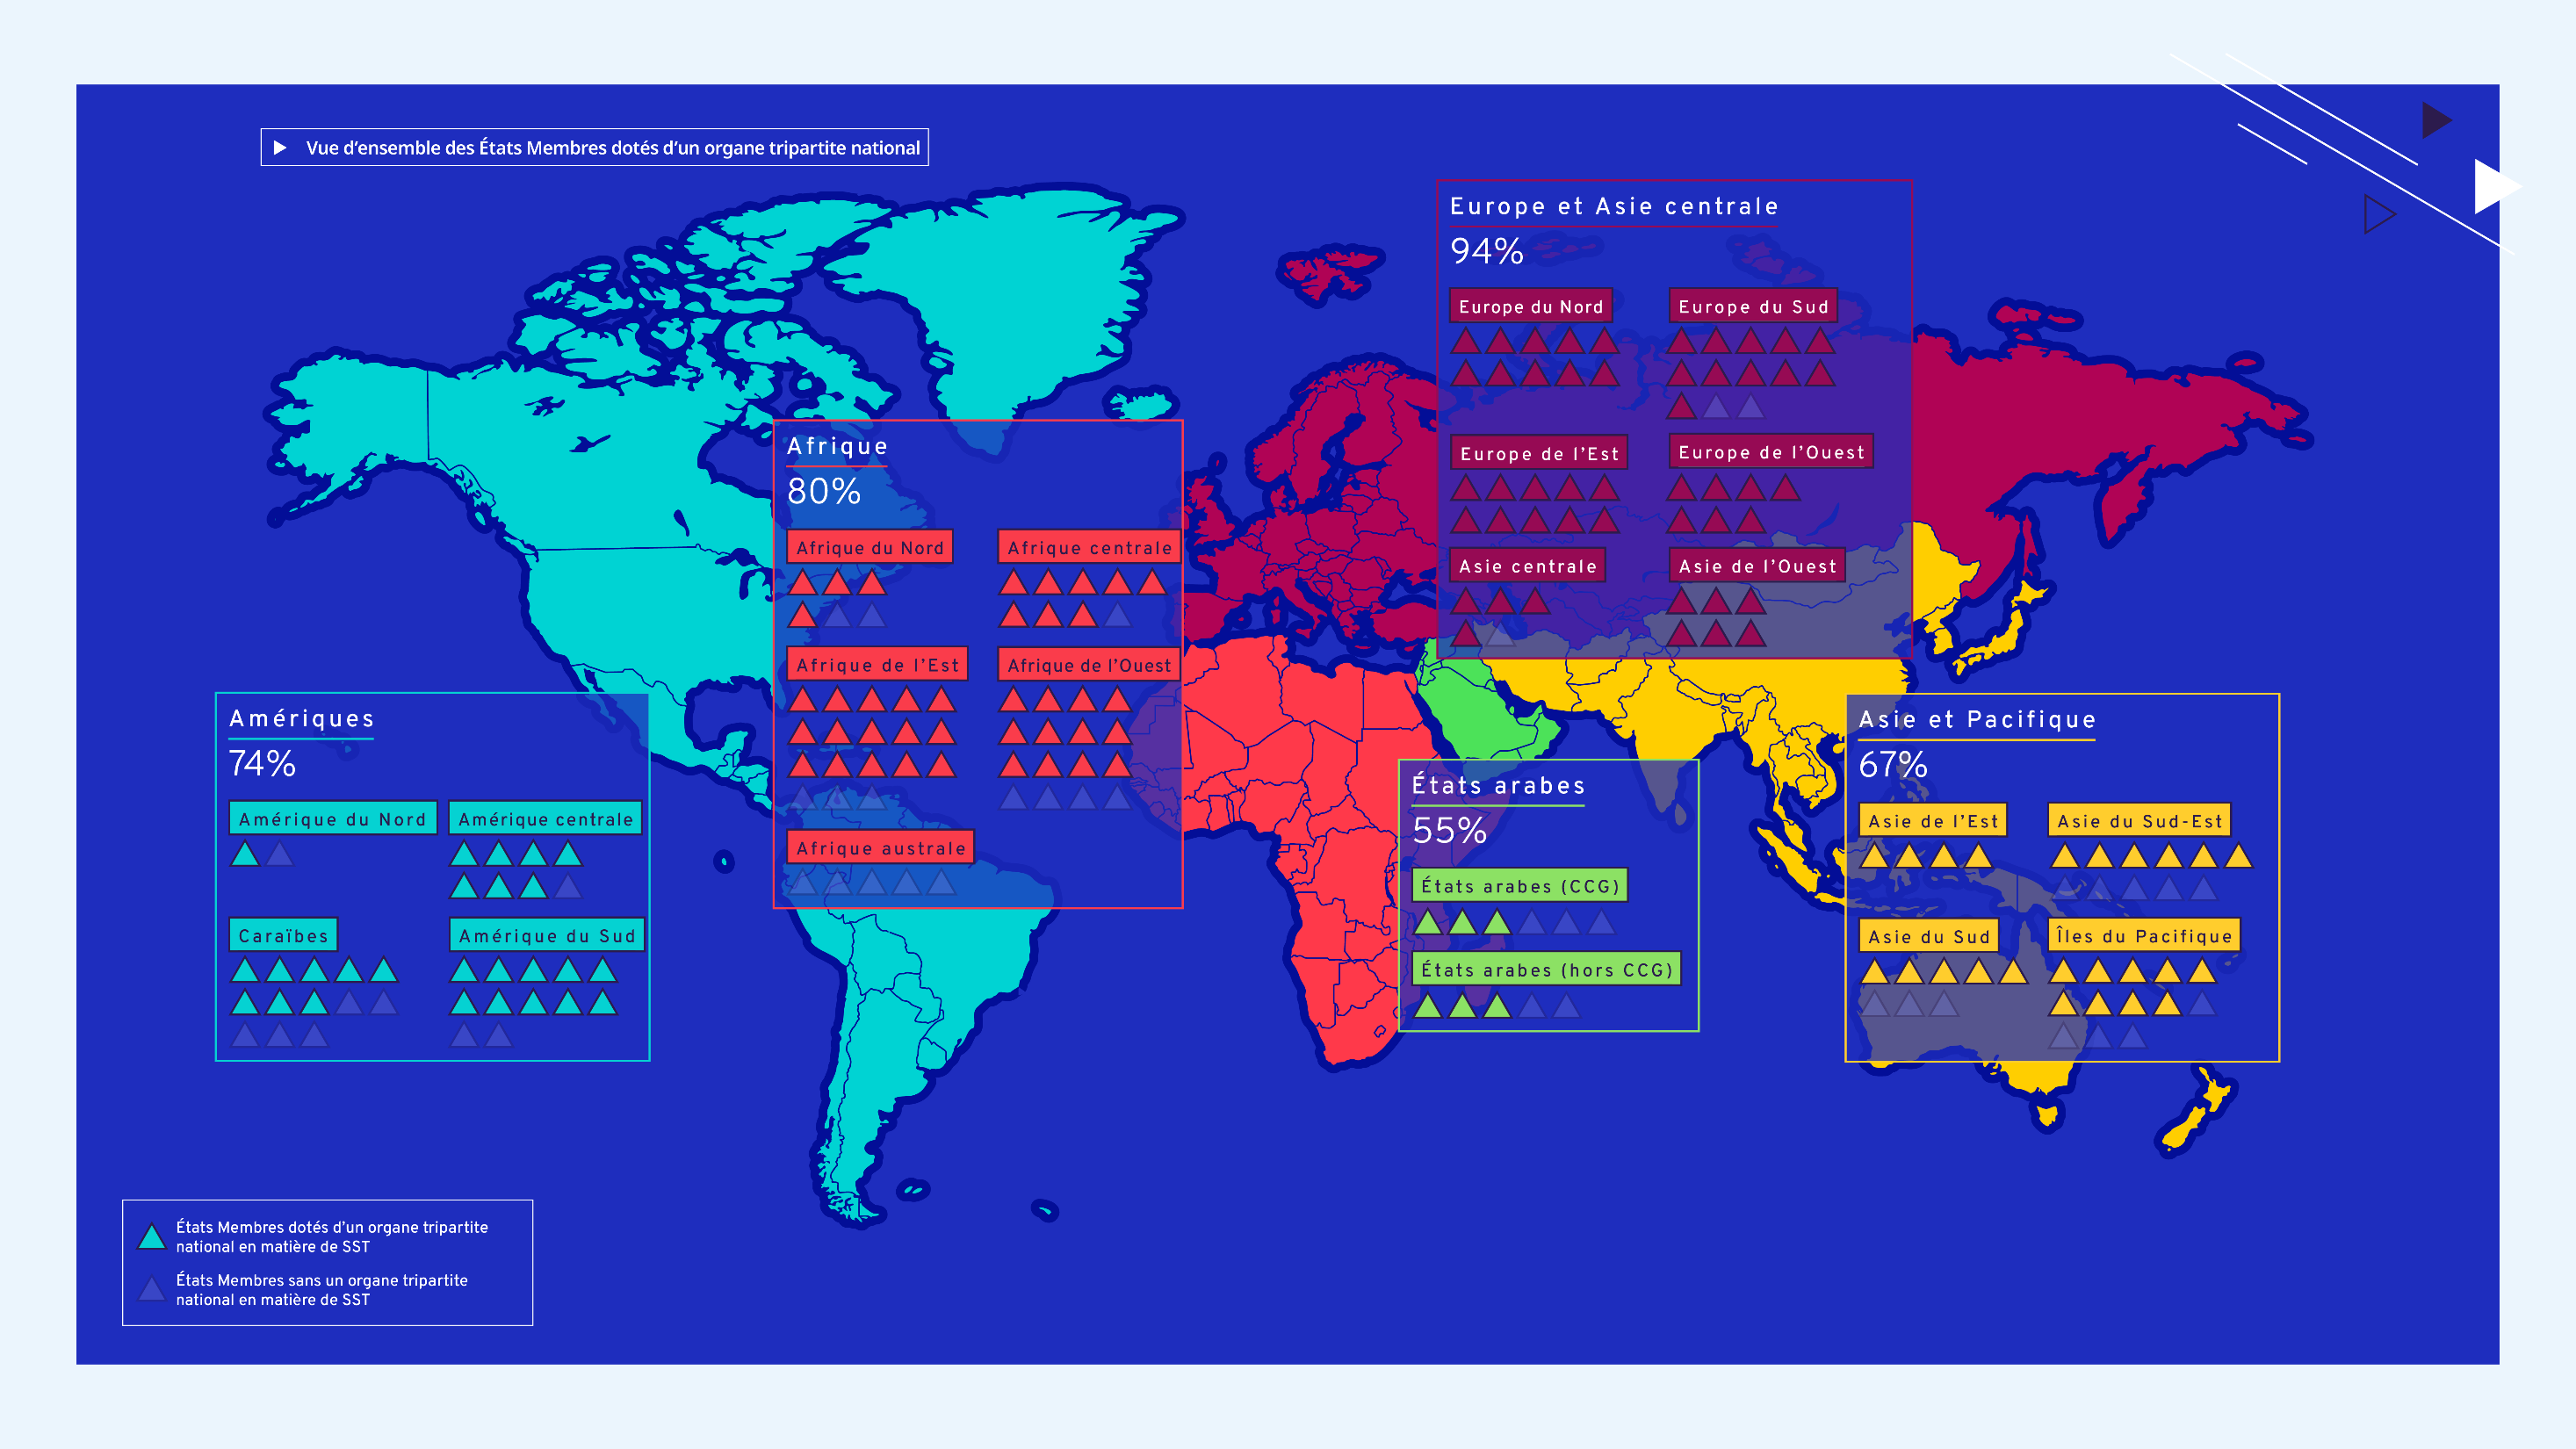 Vue d'ensemble des États Membres dotés d'un organe tripartite national
Europe et Asie centrale
94%
Europe du Nord
Europe du Sud
Europe de l'Est
Europe de l'Ouest
Asie centrale
Asie de l'Ouest
Afrique
80%
Afrique du Nord
Afrique centrale
Afrique de l'Est
Afrique de l'Ouest
Afrique australe
Amériques
74%
Amérique du Nord
Amérique centrale
Caraïbes
Amérique du Sud
États arabes
55%
États arabes (CCG)
États arabes (hors CCG)
Asie et Pacifique
67%
Asie de l'Est
Asie du Sud-Est
Asie du Sud
Îles du Pacifique
États Membres dotés d'un organe tripartite
national en matière de SST
États Membres sans un organe tripartite
national en matière de SST